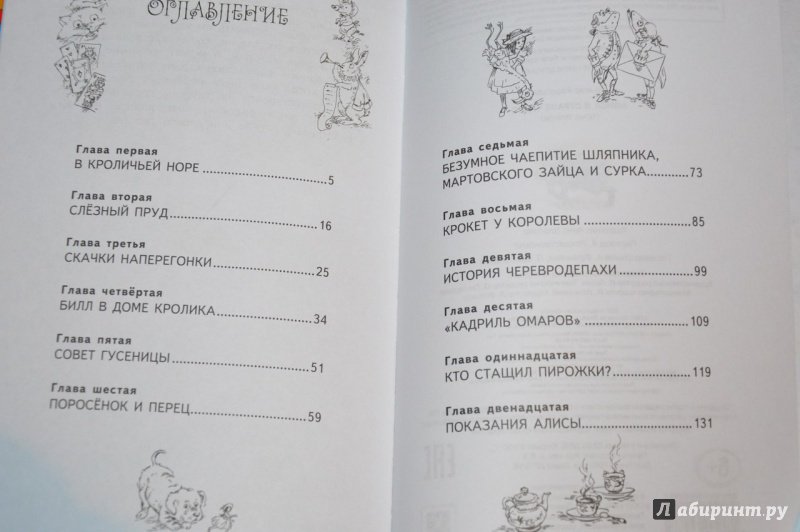 ОГЛАВЛЕНИЕ
Глава первая
В КРОЛИЧЬЕЙ НОРЕ.........................5
Глава вторая
СЛЁЗНЫЙ ПРУД..............................16
Глава третья
СКАЧКИ НАПЕРЕГОНКИ....................25
Глава четвёртая
БИЛЛ В ДОМЕ КРОЛИКА....................34
Глава пятая
СОВЕТ ГУСЕНИЦЫ............................51
Глава шестая
ПОРОСЁНОК И ПЕРЕЦ........................59
Глава седьмая
БЕЗУМНОЕ ЧАЕПИТИЕ ШЛЯПНИКА,
МАРТОВСКОГО ЗАЙЦА И СУРКА.........73
Глава восьмая
КРОКЕТ У КОРОЛЕВЫ.......................85
Глава девятая
ИСТОРИЯ ЧЕРЕВРОДЕПАХИ................99
Глава десятая
«КАДРИЛЬ ОМАРОВ».......................109
Глава одиннадцатая
КТО СТАЩИЛ ПИРОЖКИ?..................119
Глава двенадцатая
ПОКАЗАНИЯ АЛИСЫ.........................131
Лабиринт.ру